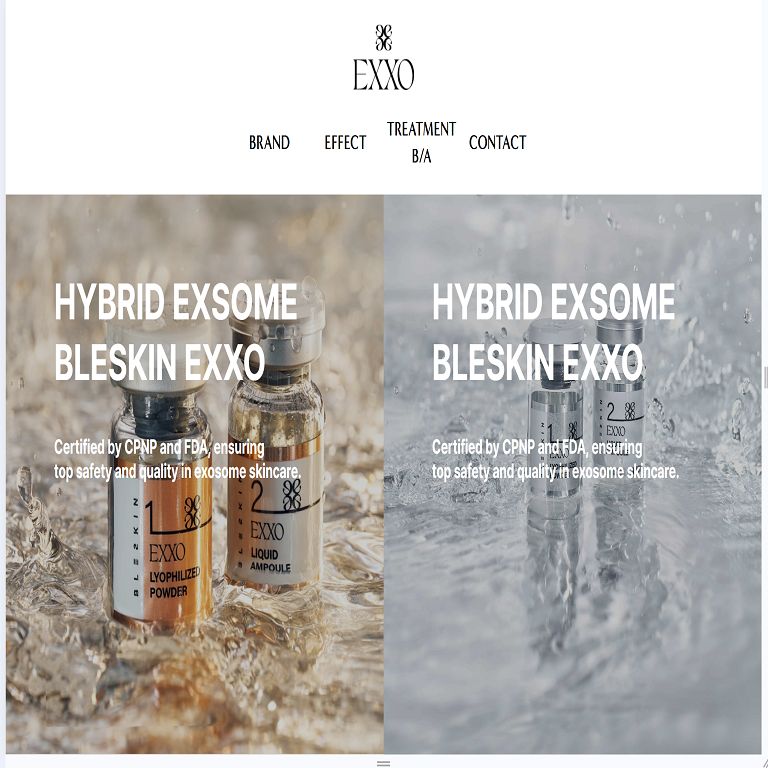 EXXO
BRAND
EFFECT
TREATMENT
B/A
CONTACT
HYBRID EXSOME
BLESKIN EXXO
Certified by CPNP and FDA, ensuring
top safety and quality in exosome skincare.
BLESKIN
1
EXXO
LYOPHILIZED
POWDER
BLESKIN
2
EXXO
LIQUID
AMPOULE
HYBRID EXSOME
BLESKIN EXXO
Certified by CPNP and FDA, ensuring
top safety and quality in exosome skincare.
1
2
EXXO